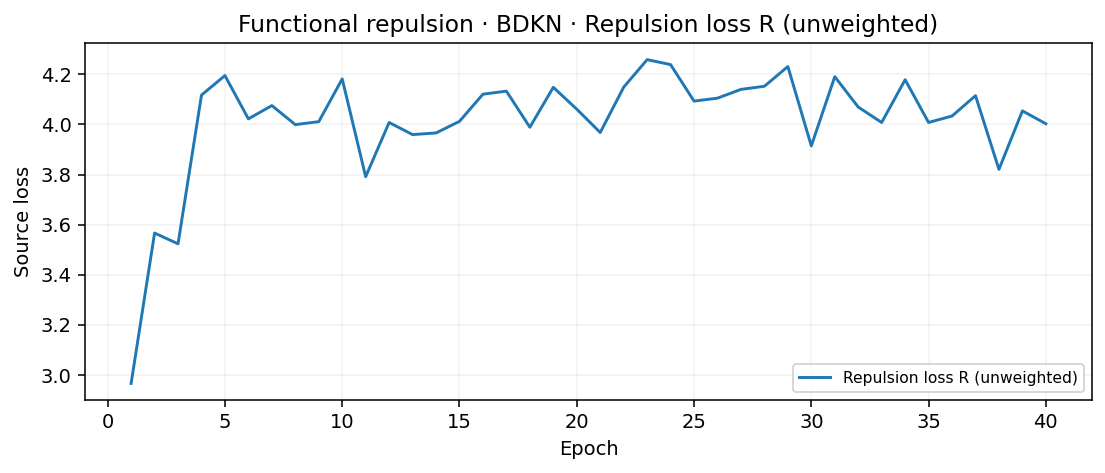 Functional repulsion · BDKN · Repulsion loss R (unweighted)
Source loss
4.2
4.0
3.8
3.6
3.4
3.2
3.0
Repulsion loss R (unweighted)
0 5 10 15 20 25 30 35 40
Epoch